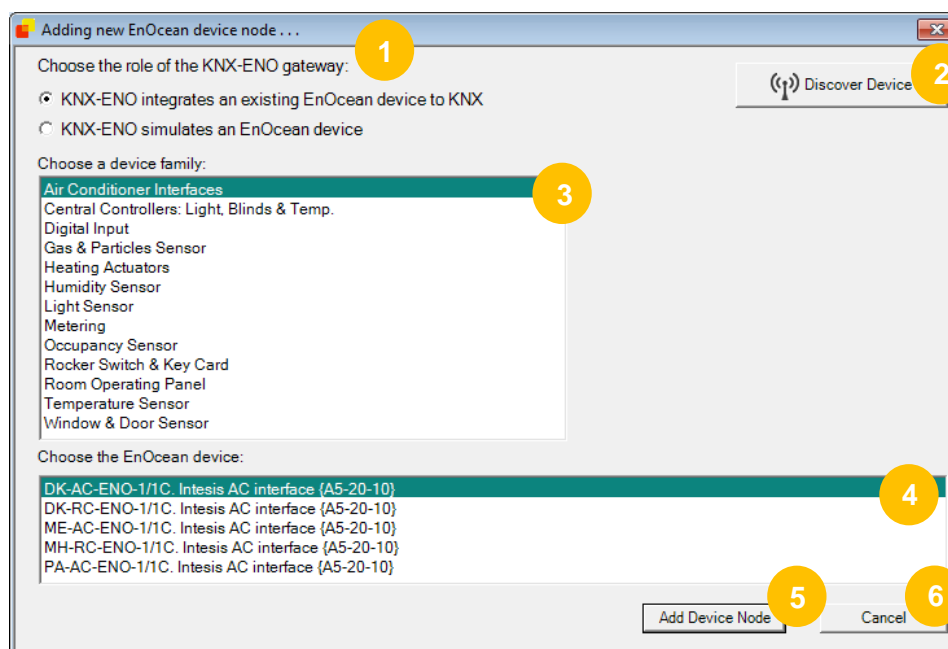 Adding new EnOcean device node . . .
1
Choose the role of the KNX-ENO gateway:
2
Discover Device
KNX-ENO integrates an existing EnOcean device to KNX
KNX-ENO simulates an EnOcean device
Choose a device family:
3
Air Conditioner Interfaces
Central Controllers: Light, Blinds & Temp.
Digital Input
Gas & Particles Sensor
Heating Actuators
Humidity Sensor
Light Sensor
Metering
Occupancy Sensor
Rocker Switch & Key Card
Room Operating Panel
Temperature Sensor
Window & Door Sensor
Choose the EnOcean device:
4
DK-AC-ENO-1/1C. Intesis AC interface {A5-20-10}
DK-RC-ENO-1/1C. Intesis AC interface {A5-20-10}
ME-AC-ENO-1/1C. Intesis AC interface {A5-20-10}
MH-RC-ENO-1/1C. Intesis AC interface {A5-20-10}
PA-AC-ENO-1/1C. Intesis AC interface {A5-20-10}
5
6
Add Device Node
Cancel